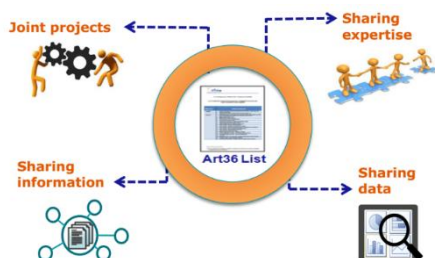 Joint projects
Sharing
expertise
Art36 List
Sharing
information
Sharing
data